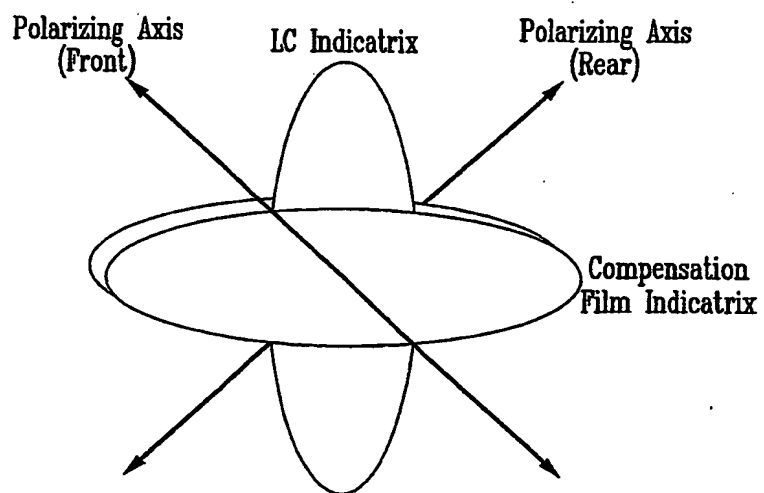 Polarizing Axis
(Front)
LC Indicatrix
Polarizing Axis
(Rear)
Compensation
Film Indicatrix